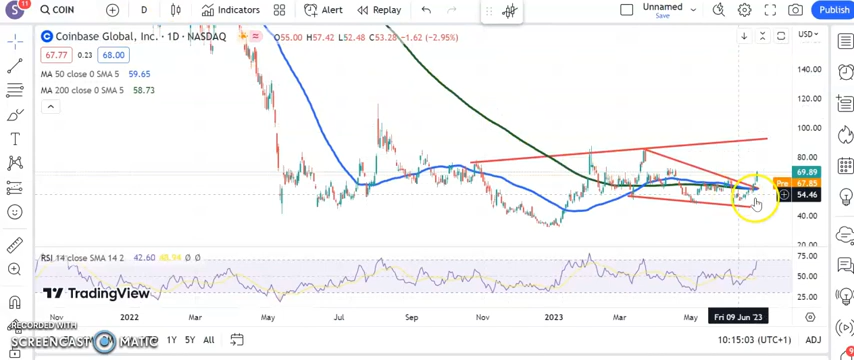 S 11 COIN D Indicators Alert Replay Unnamed Save Publish
Coinbase Global, Inc. · 1D · NASDAQ O55.00 H57.42 L52.48 C53.28 −1.62 (−2.95%) USD
67.77 0.23 68.00
MA 50 close 0 SMA 5 59.65
MA 200 close 0 SMA 5 58.73
140.00
120.00
100.00
80.00
69.89
Pre 67.85
54.46
40.00
20.00
RSI 14 close SMA 14 2 42.60 48.94 Ø Ø
75.00
50.00
25.00
TradingView
Nov 2022 Mar May Jul Sep Nov 2023 Mar May Fri 09 Jun '23
RECORDED WITH
SCREENCAST MATIC
1Y 5Y All 10:15:03 (UTC+1) ADJ